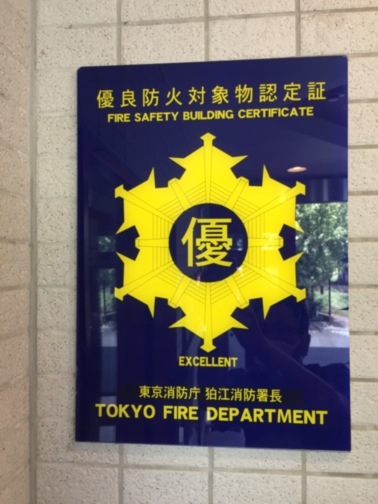 優良防火対象物認定証
FIRE SAFETY BUILDING CERTIFICATE
優
EXCELLENT
東京消防庁 狛江消防署長
TOKYO FIRE DEPARTMENT